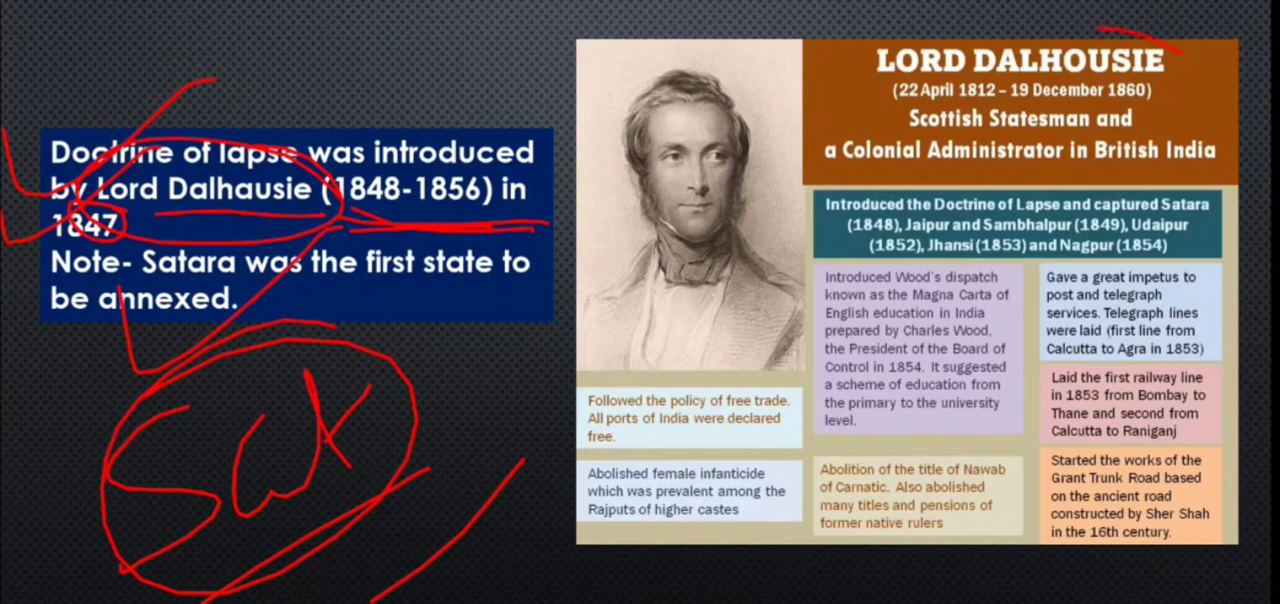 Doctrine of lapse was introduced
by Lord Dalhausie (1848-1856) in
1847
Note- Satara was the first state to
be annexed.
LORD DALHOUSIE
(22 April 1812 – 19 December 1860)
Scottish Statesman and
a Colonial Administrator in British India
Introduced the Doctrine of Lapse and captured Satara
(1848), Jaipur and Sambhalpur (1849), Udaipur
(1852), Jhansi (1853) and Nagpur (1854)
Introduced Wood's dispatch
known as the Magna Carta of
English education in India
prepared by Charles Wood,
the President of the Board of
Control in 1854. It suggested
a scheme of education from
the primary to the university
level.
Gave a great impetus to
post and telegraph
services. Telegraph lines
were laid (first line from
Calcutta to Agra in 1853)
Laid the first railway line
in 1853 from Bombay to
Thane and second from
Calcutta to Raniganj
Followed the policy of free trade.
All ports of India were declared
free.
Abolished female infanticide
which was prevalent among the
Rajputs of higher castes
Abolition of the title of Nawab
of Carnatic. Also abolished
many titles and pensions of
former native rulers
Started the works of the
Grant Trunk Road based
on the ancient road
constructed by Sher Shah
in the 16th century.